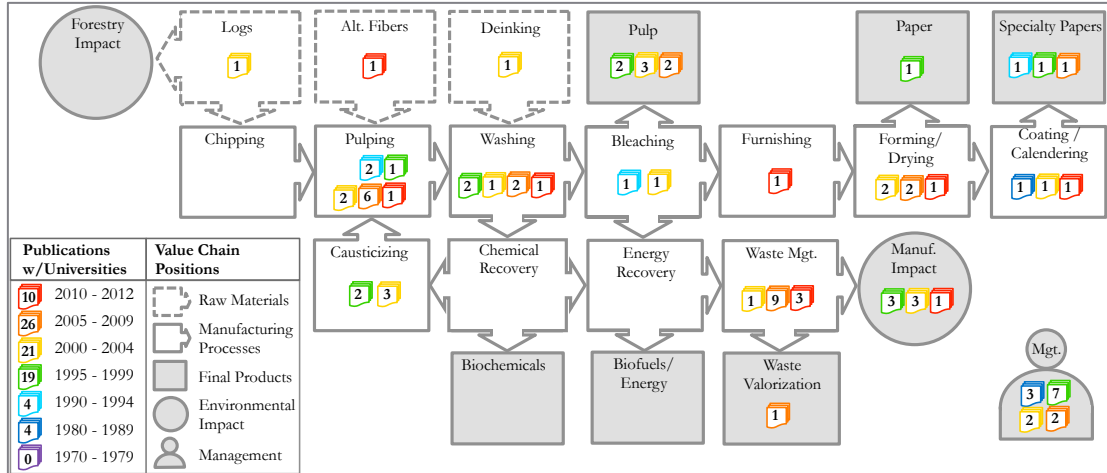 Forestry
Impact
Logs
1
Alt. Fibers
1
Deinking
1
Pulp
2 3 2
Paper
1
Specialty Papers
1 1 1
Chipping
Pulping
2 1
2 6 1
Washing
2 1 2 1
Bleaching
1 1
Furnishing
1
Forming/
Drying
2 2 1
Coating /
Calendering
1 1 1
Causticizing
2 3
Chemical
Recovery
Energy
Recovery
Waste Mgt.
1 9 3
Manuf.
Impact
3 3 1
Biochemicals
Biofuels/
Energy
Waste
Valorization
1
Mgt.
3 7
2 2
Publications
w/Universities
10 2010 - 2012
26 2005 - 2009
21 2000 - 2004
19 1995 - 1999
4 1990 - 1994
4 1980 - 1989
0 1970 - 1979
Value Chain
Positions
Raw Materials
Manufacturing
Processes
Final Products
Environmental
Impact
Management